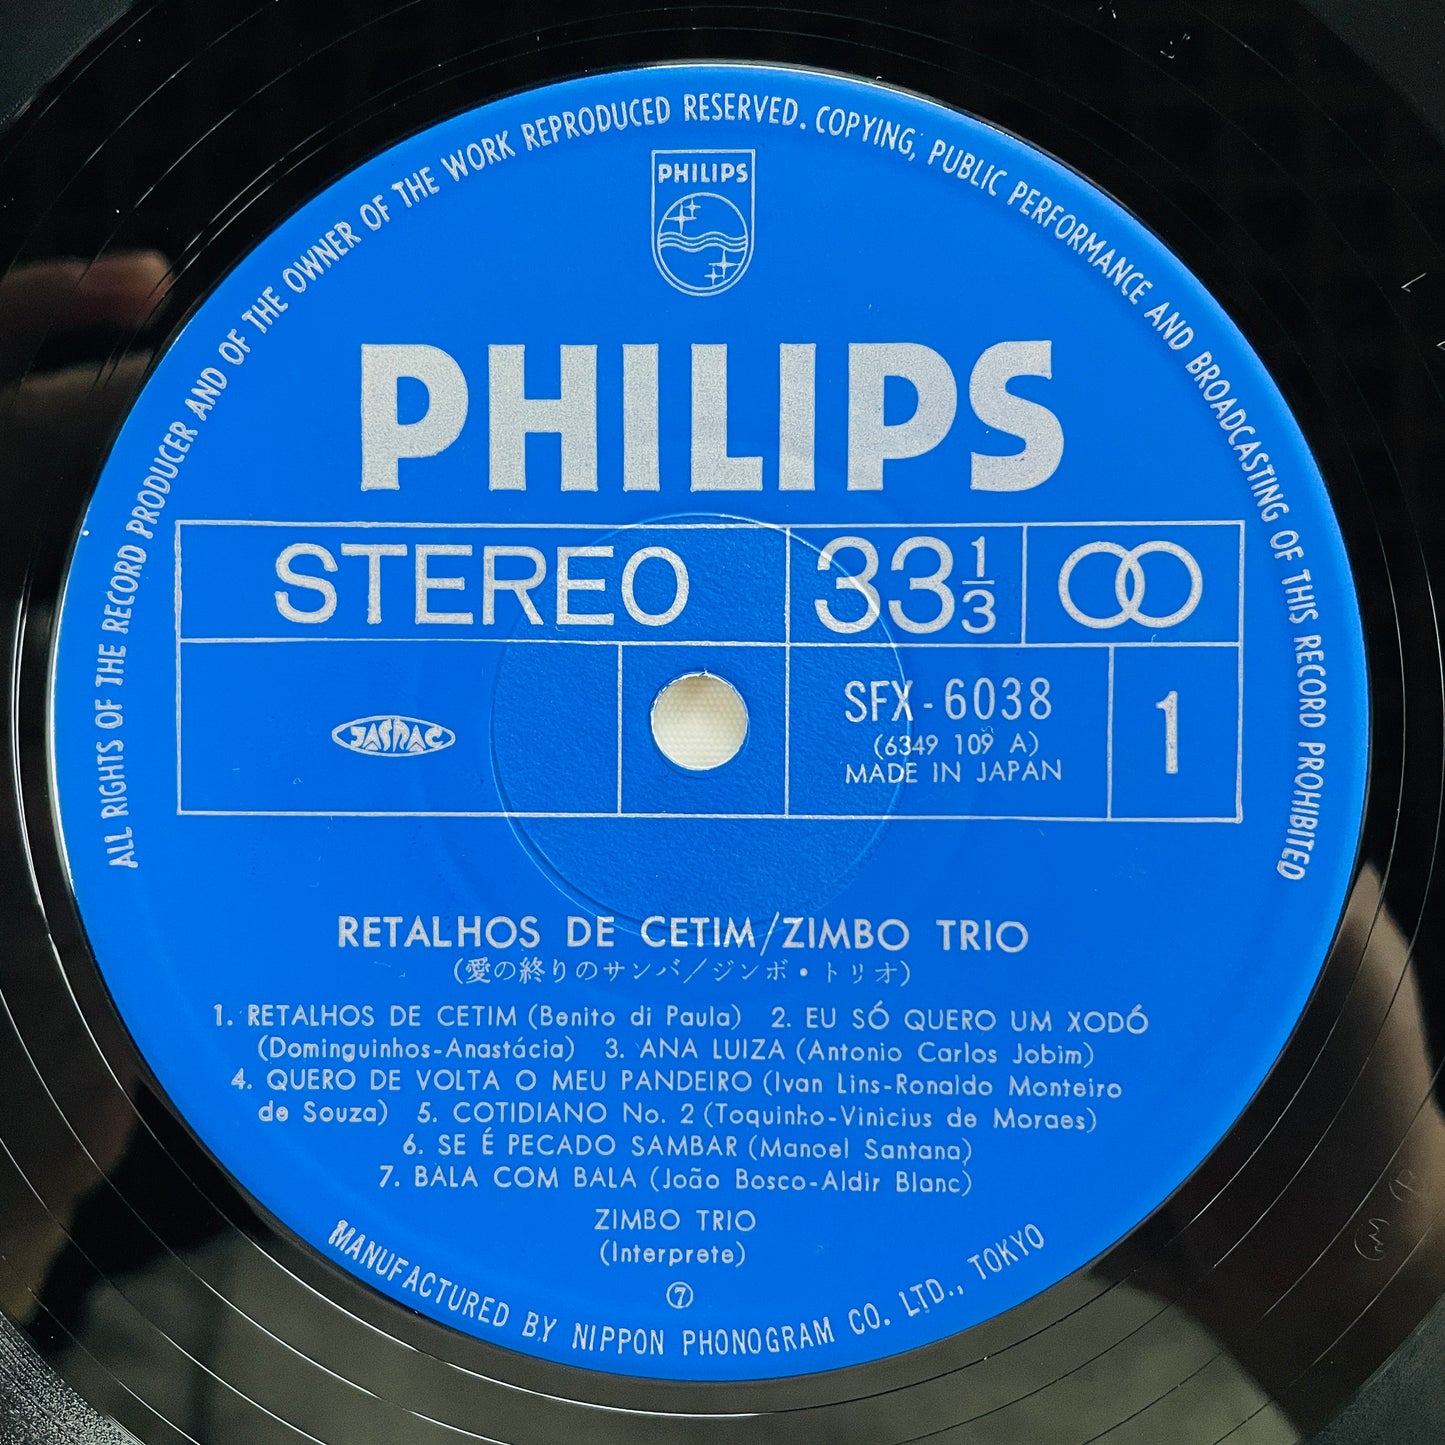 ALL RIGHTS OF THE RECORD PRODUCER AND OF THE OWNER OF THE WORK REPRODUCED RESERVED. COPYING, PUBLIC PERFORMANCE AND BROADCASTING OF THIS RECORD PROHIBITED
PHILIPS
PHILIPS
STEREO 33 1/3
JASRAC
SFX-6038 1
(6349 109 A)
MADE IN JAPAN
RETALHOS DE CETIM/ZIMBO TRIO
(愛の終りのサンバ/ジンボ・トリオ)
1. RETALHOS DE CETIM (Benito di Paula) 2. EU SÓ QUERO UM XODÓ
(Dominguinhos-Anastácia) 3. ANA LUIZA (Antonio Carlos Jobim)
4. QUERO DE VOLTA O MEU PANDEIRO (Ivan Lins-Ronaldo Monteiro
de Souza) 5. COTIDIANO No. 2 (Toquinho-Vinicius de Moraes)
6. SE É PECADO SAMBAR (Manoel Santana)
7. BALA COM BALA (João Bosco-Aldir Blanc)
ZIMBO TRIO
(Interprete)
⑦
MANUFACTURED BY NIPPON PHONOGRAM CO. LTD., TOKYO